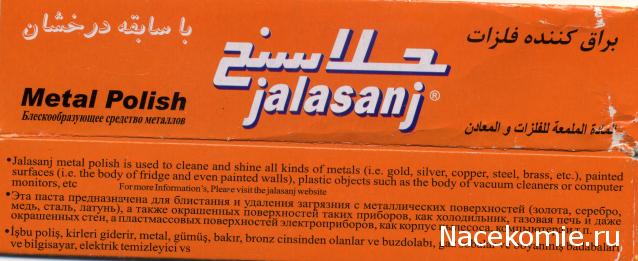 با سابقه درخشان
جلاسنج
براق کننده فلزات
jalasanj®
Metal Polish
Блескообразующее средство металлов
المادة الملمعة للفلزات و المعادن
•Jalasanj metal polish is used to cleane and shine all kinds of metals (i.e. gold, silver, copper, steel, brass, etc.), painted
surfaces (i.e. the body of fridge and even painted walls), plastic objects such as the body of vacuum cleaners or computer
monitors, etc For more Information's, Please visit the jalasanj website
•Эта паста предназначена для блистания и удаления загрязния с металлических поверхностей (золота, серебро,
медь, сталь, латунь), а также окрашенных поверхностей таких приборов, как холодильник, газовая печь и даже
окрашенных стен, а пластмассовых поверхностей электроприборов, как корпус пылесоса, компьютера и т.п.
•İşbu poliş, kirleri giderir, metal, gümüş, bakır, bronz cinsinden olanlar ve buzdolabı, ve boyanmış
ve bilgisayar, elektrik temizleyici vs
Nacekomie.ru